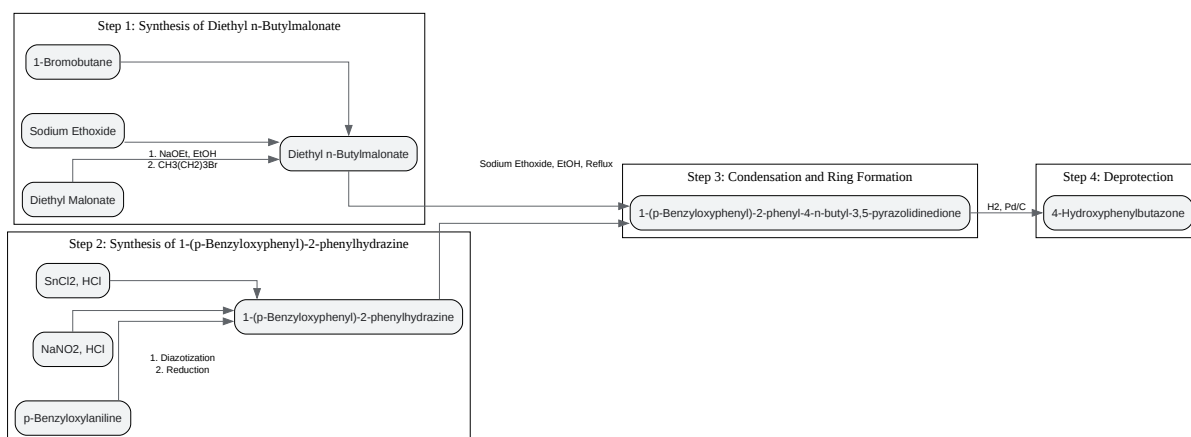 Step 1: Synthesis of Diethyl n-Butylmalonate
1-Bromobutane
Sodium Ethoxide
1. NaOEt, EtOH
2. CH3(CH2)3Br
Diethyl n-Butylmalonate
Diethyl Malonate
Step 2: Synthesis of 1-(p-Benzyloxyphenyl)-2-phenylhydrazine
SnCl2, HCl
1-(p-Benzyloxyphenyl)-2-phenylhydrazine
NaNO2, HCl
1. Diazotization
2. Reduction
p-Benzyloxylaniline
Sodium Ethoxide, EtOH, Reflux
Step 3: Condensation and Ring Formation
1-(p-Benzyloxyphenyl)-2-phenyl-4-n-butyl-3,5-pyrazolidinedione
H2, Pd/C
Step 4: Deprotection
4-Hydroxyphenylbutazone